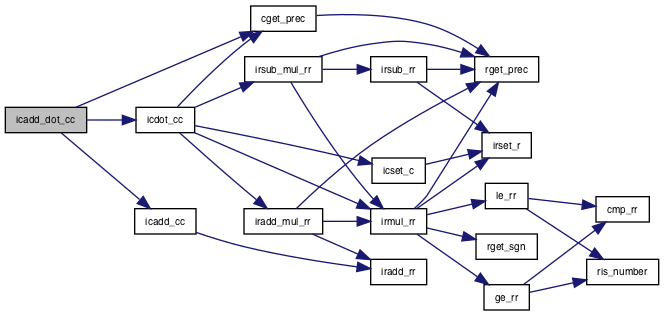 cget_prec
irsub_mul_rr
irsub_rr
rget_prec
icadd_dot_cc
icdot_cc
irset_r
icset_c
le_rr
cmp_rr
icadd_cc
iradd_mul_rr
irmul_rr
rget_sgn
iradd_rr
ris_number
ge_rr